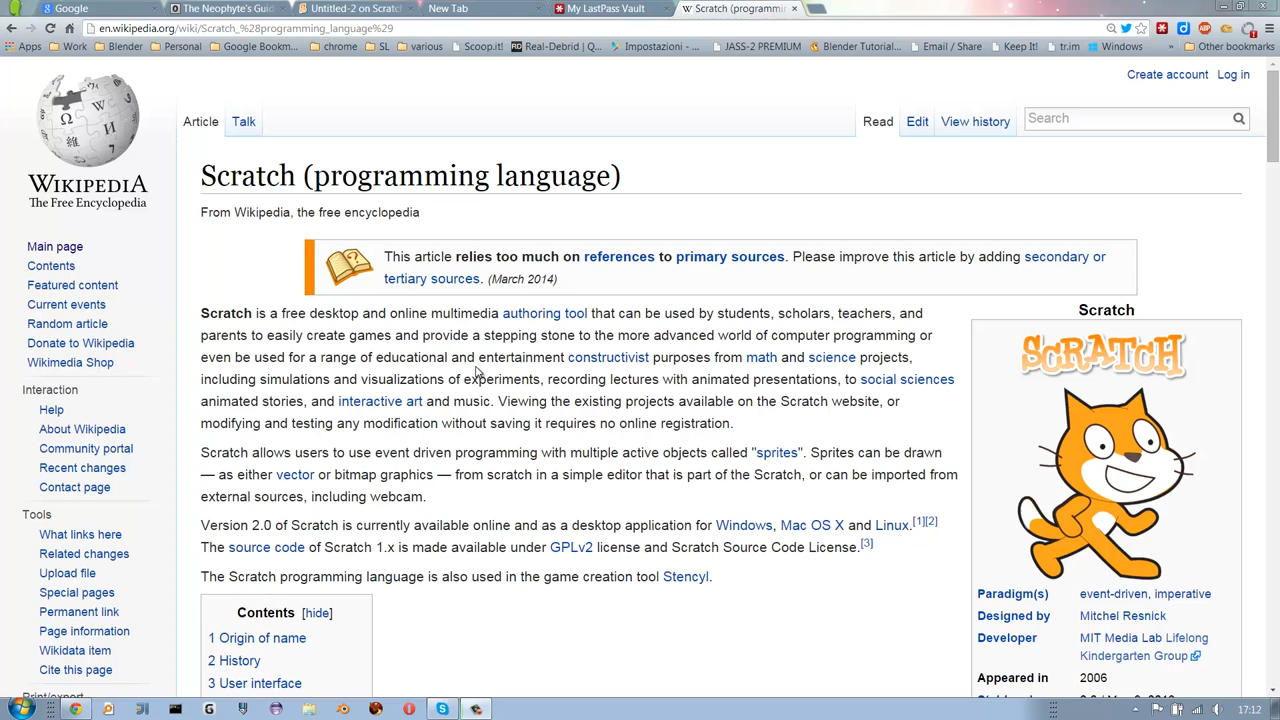 Google
The Neophyte's Guid
Untitled-2 on Scratch
New Tab
My LastPass Vault
Scratch (programmin
en.wikipedia.org/wiki/Scratch_%28programming_language%29
Apps
Work
Blender
Personal
Google Bookm...
chrome
SL
various
Scoop.it!
Real-Debrid | Q...
Impostazioni - ...
JASS-2 PREMIUM
Blender Tutorial...
Email / Share
Keep It!
tr.im
Windows
»
Other bookmarks
Create account Log in
Article Talk Read Edit View history Search
WIKIPEDIA
The Free Encyclopedia
Main page
Contents
Featured content
Current events
Random article
Donate to Wikipedia
Wikimedia Shop
Interaction
Help
About Wikipedia
Community portal
Recent changes
Contact page
Tools
What links here
Related changes
Upload file
Special pages
Permanent link
Page information
Wikidata item
Cite this page
Print/export
Scratch (programming language)
From Wikipedia, the free encyclopedia
This article relies too much on references to primary sources. Please improve this article by adding secondary or
tertiary sources. (March 2014)
Scratch is a free desktop and online multimedia authoring tool that can be used by students, scholars, teachers, and
parents to easily create games and provide a stepping stone to the more advanced world of computer programming or
even be used for a range of educational and entertainment constructivist purposes from math and science projects,
including simulations and visualizations of experiments, recording lectures with animated presentations, to social sciences
animated stories, and interactive art and music. Viewing the existing projects available on the Scratch website, or
modifying and testing any modification without saving it requires no online registration.
Scratch allows users to use event driven programming with multiple active objects called "sprites". Sprites can be drawn
— as either vector or bitmap graphics — from scratch in a simple editor that is part of the Scratch, or can be imported from
external sources, including webcam.
Version 2.0 of Scratch is currently available online and as a desktop application for Windows, Mac OS X and Linux.[1][2]
The source code of Scratch 1.x is made available under GPLv2 license and Scratch Source Code License.[3]
The Scratch programming language is also used in the game creation tool Stencyl.
Contents [hide]
1 Origin of name
2 History
3 User interface
Scratch
SCRATCH
Paradigm(s) event-driven, imperative
Designed by Mitchel Resnick
Developer MIT Media Lab Lifelong
Kindergarten Group
Appeared in 2006
17:12